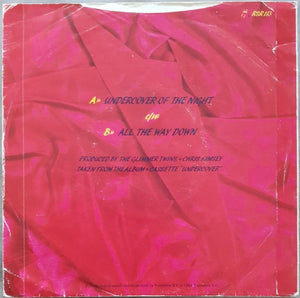 RSR 113
A= UNDERCOVER OF THE NIGHT
c/w
B= ALL THE WAY DOWN
PRODUCED BY THE GLIMMER TWINS + CHRIS KIMSEY
TAKEN FROM THE ALBUM + CASSETTE "UNDERCOVER"